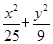 x²/25 + y²/9